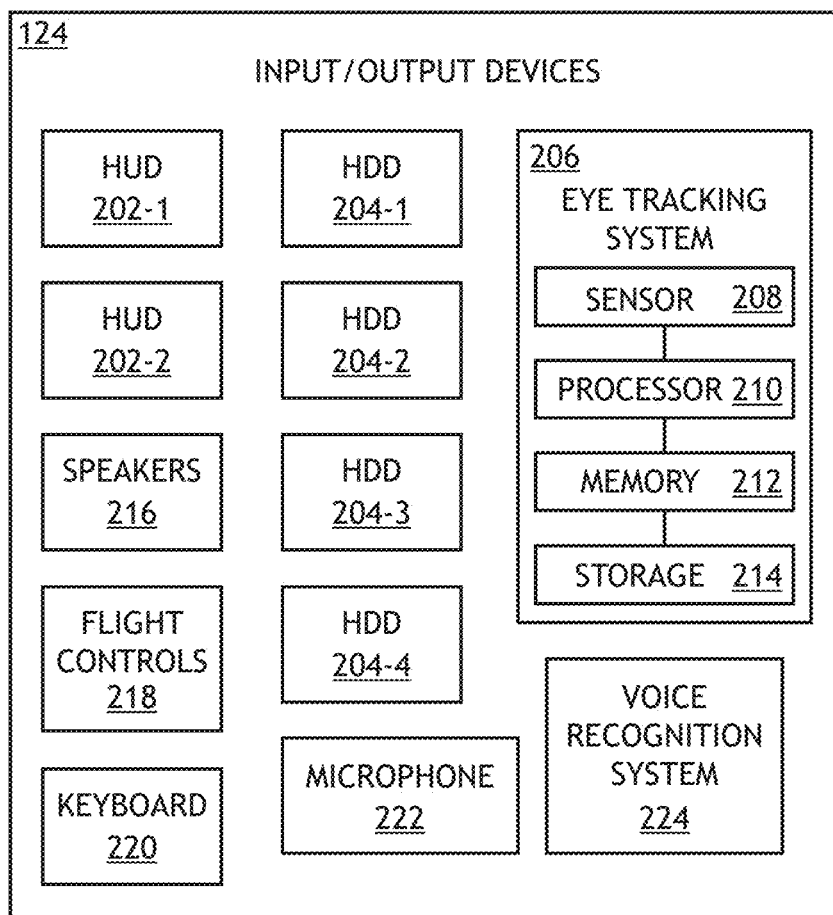 124
INPUT/OUTPUT DEVICES
HUD
202-1
HDD
204-1
206
EYE TRACKING
SYSTEM
SENSOR 208
PROCESSOR 210
MEMORY 212
STORAGE 214
HUD
202-2
HDD
204-2
SPEAKERS
216
HDD
204-3
FLIGHT
CONTROLS
218
HDD
204-4
VOICE
RECOGNITION
SYSTEM
224
KEYBOARD
220
MICROPHONE
222